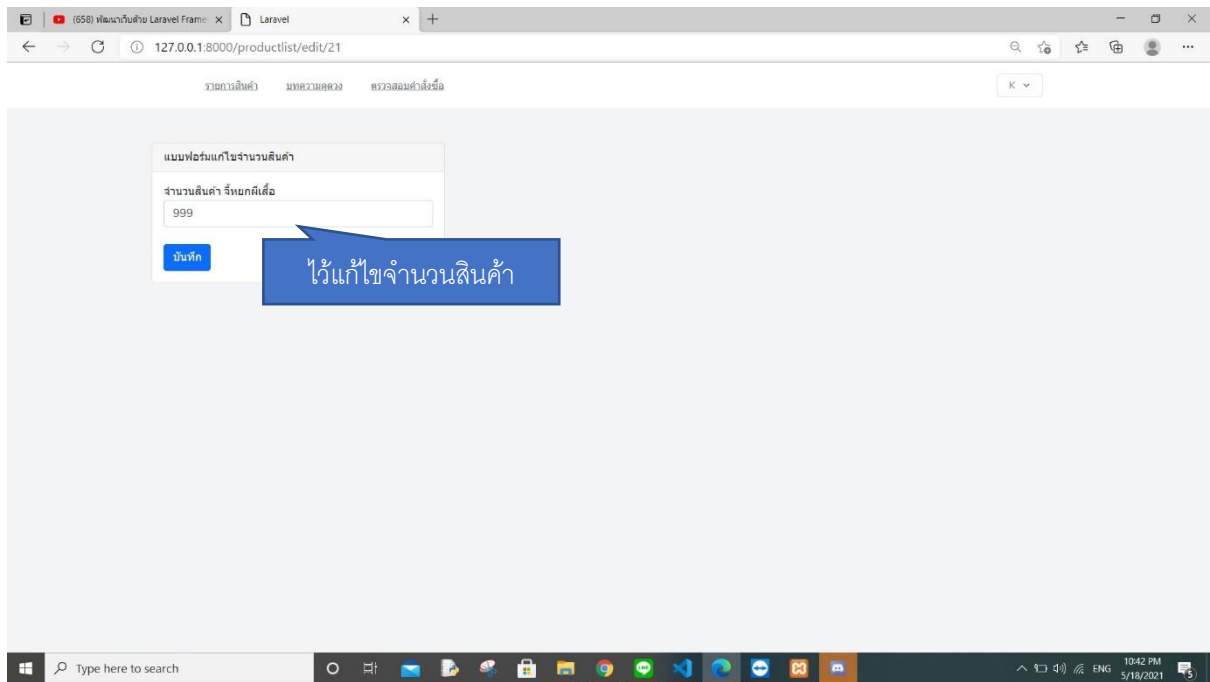 (658) พัฒนาเว็บด้วย Laravel Frame
Laravel
127.0.0.1:8000/productlist/edit/21
รายการสินค้า บทความดูดวง ตรวจสอบคำสั่งซื้อ
K
แบบฟอร์มแก้ไขจำนวนสินค้า
จำนวนสินค้า จี้หยกผีเสื้อ
999
บันทึก
ไว้แก้ไขจำนวนสินค้า
Type here to search
ENG
10:42 PM
5/18/2021
5